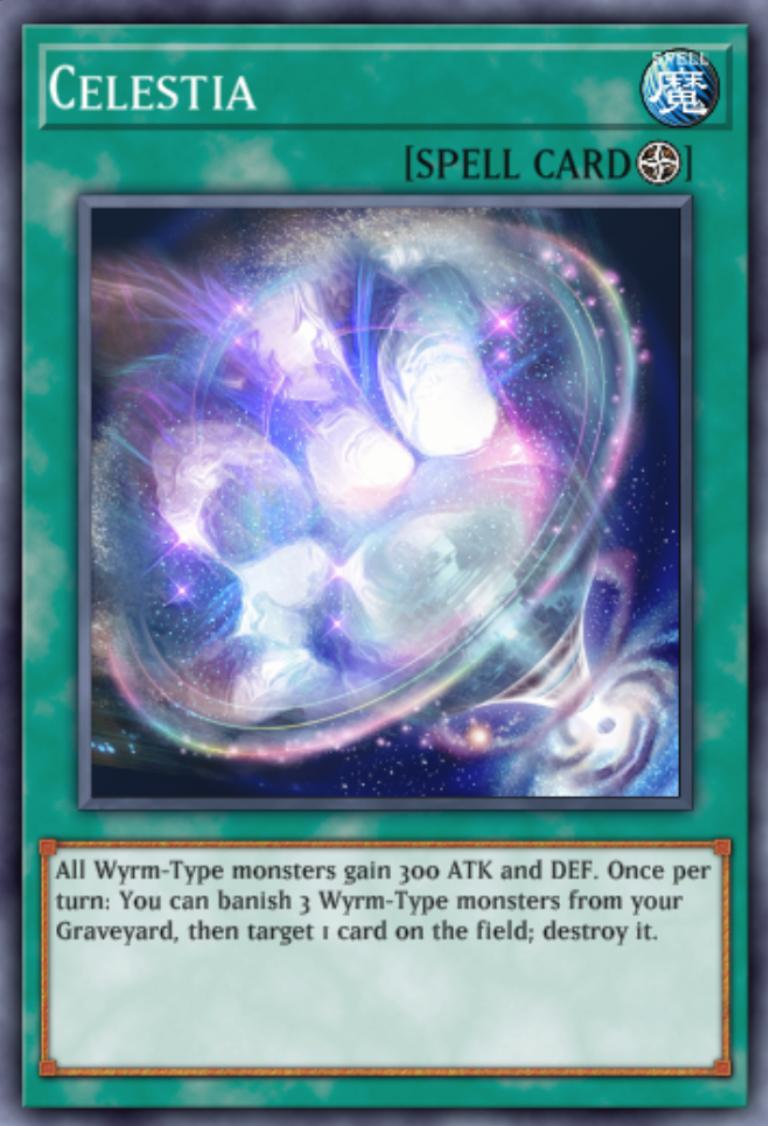 CELESTIA
SPELL
魔
[SPELL CARD]
All Wyrm-Type monsters gain 300 ATK and DEF. Once per
turn: You can banish 3 Wyrm-Type monsters from your
Graveyard, then target 1 card on the field; destroy it.